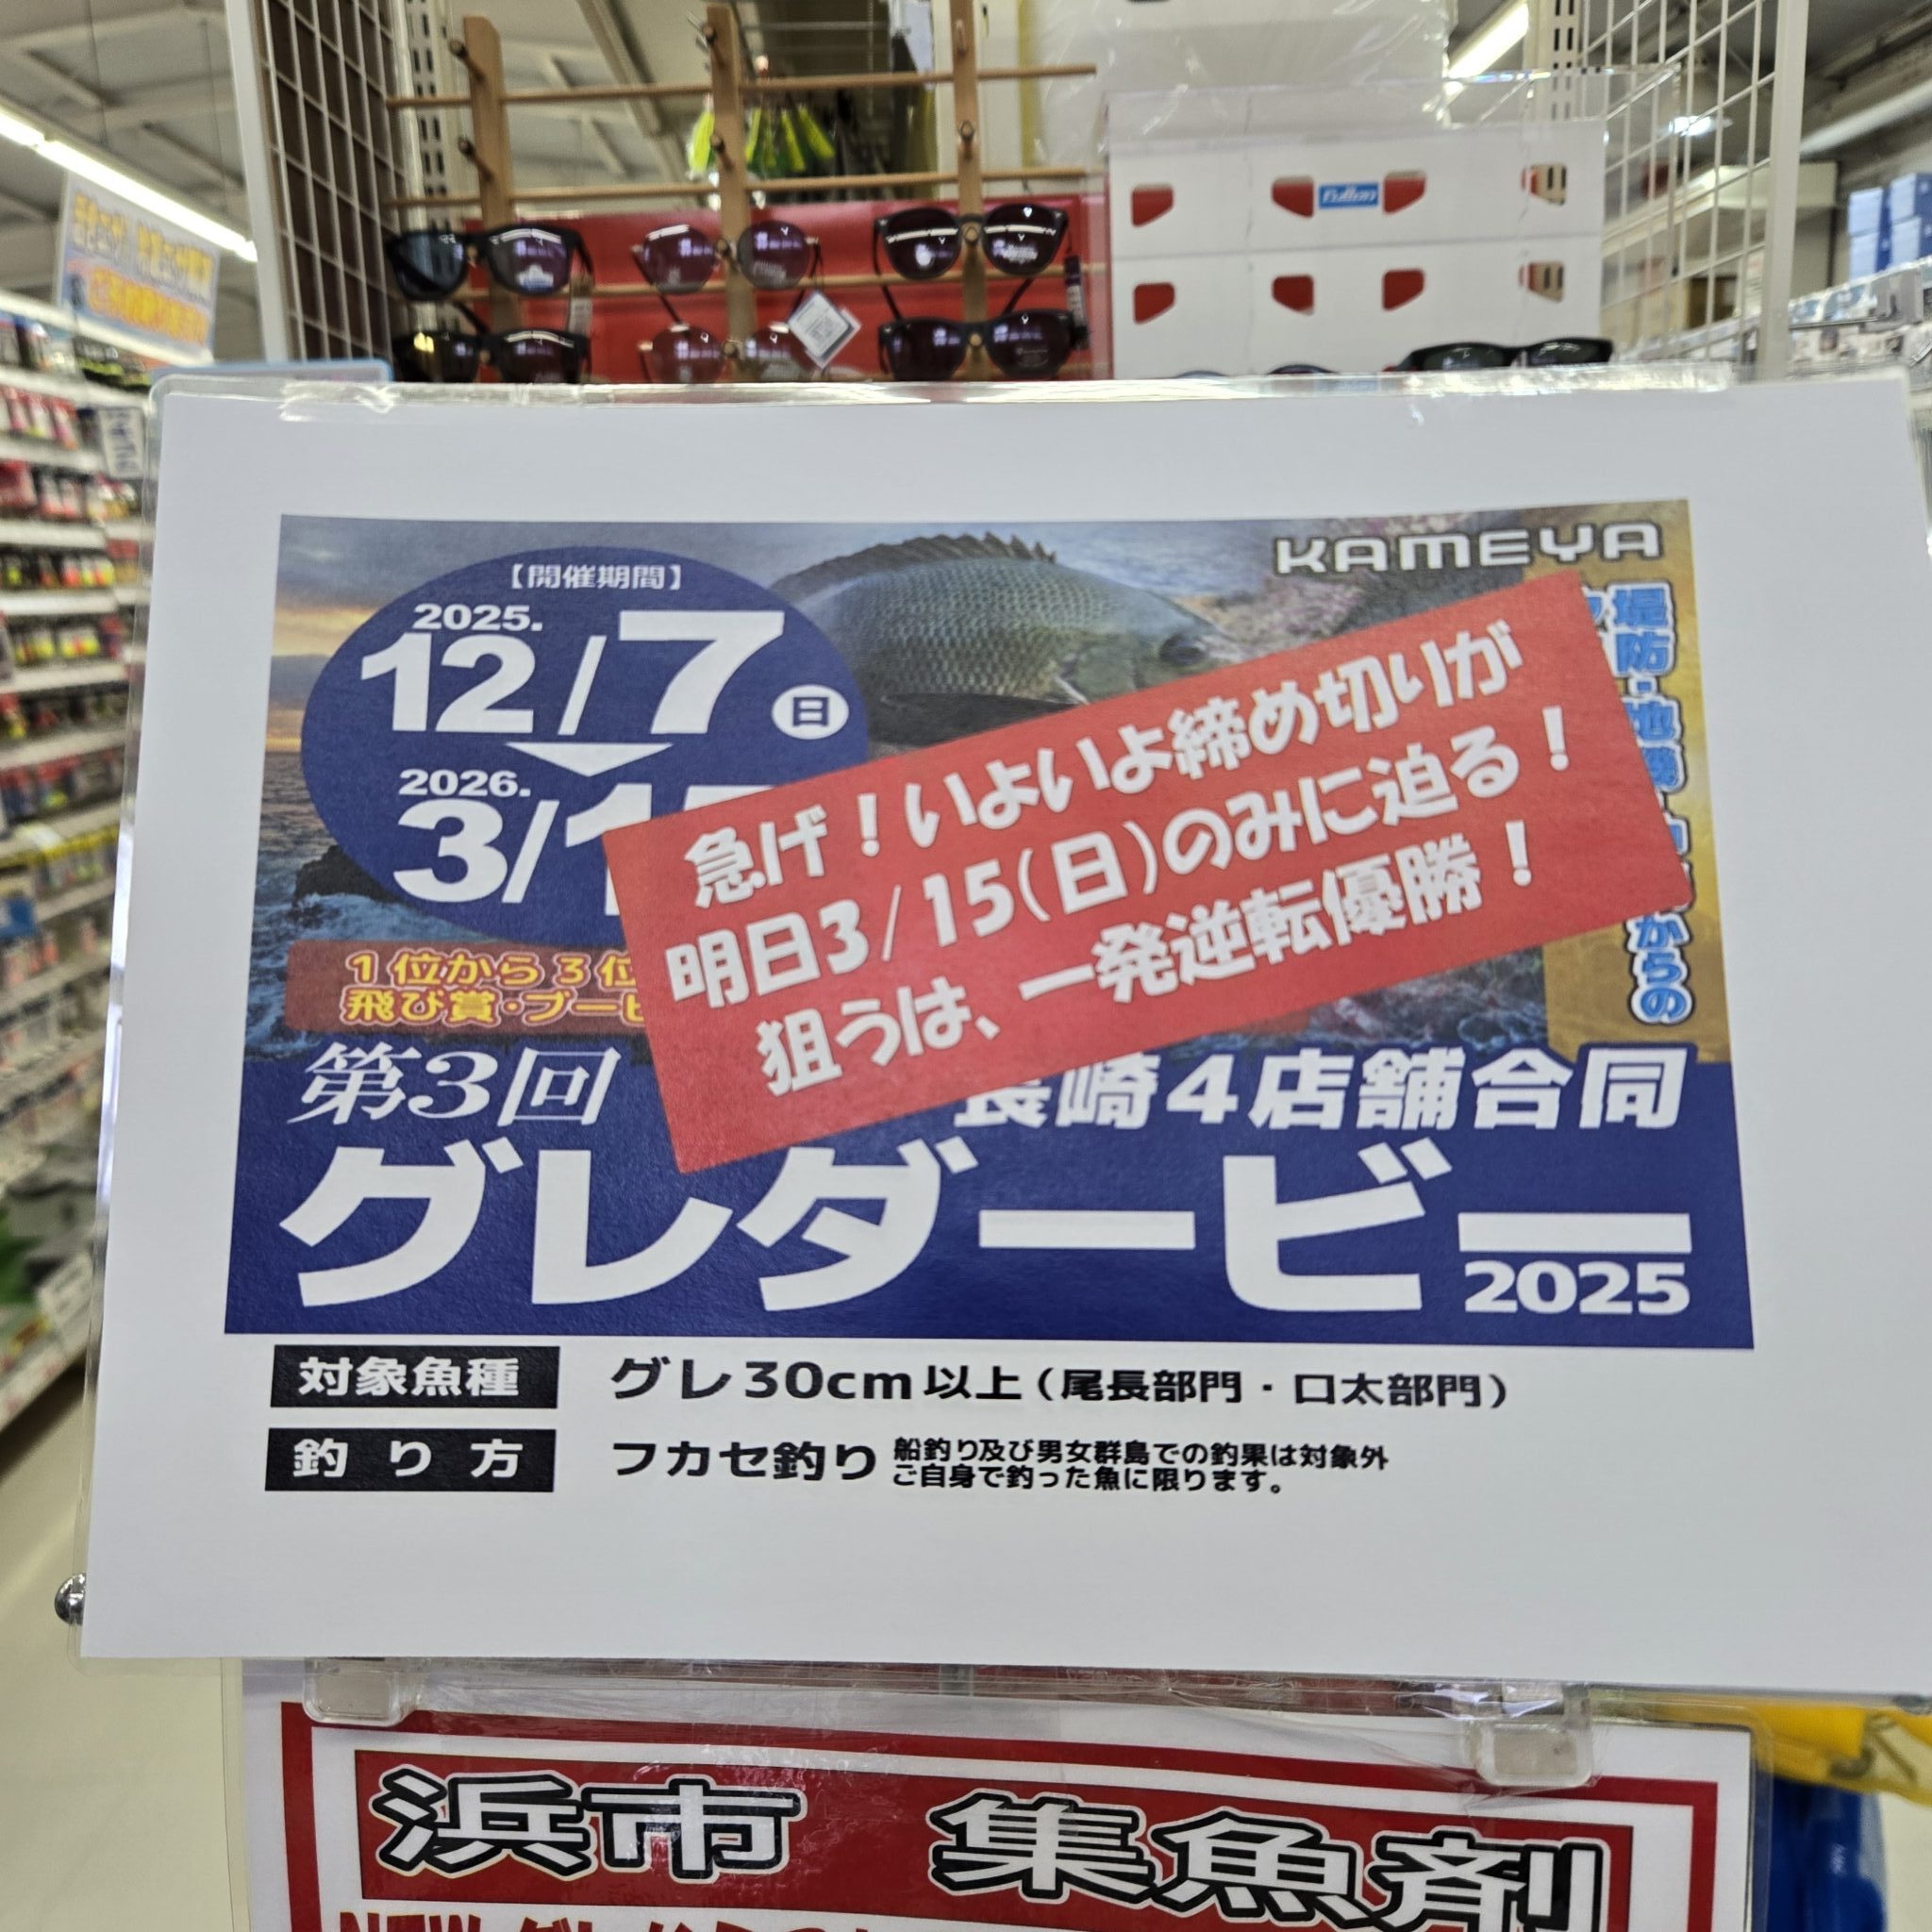 Fullon
KAMEYA
【開催期間】
2025.
12/7㊐
2026.
3/1
急げ！いよいよ締め切りが
明日3/15(日)のみに迫る！
狙うは、一発逆転優勝！
堤防・地磯・
からの
１位から３位
飛び賞・ブービ
第3回
長崎４店舗合同
グレダービー
2025
対象魚種
グレ30cm以上（尾長部門・口太部門）
釣り方
フカセ釣り
船釣り及び男女群島での釣果は対象外
ご自身で釣った魚に限ります。
浜市 集魚剤
NEW